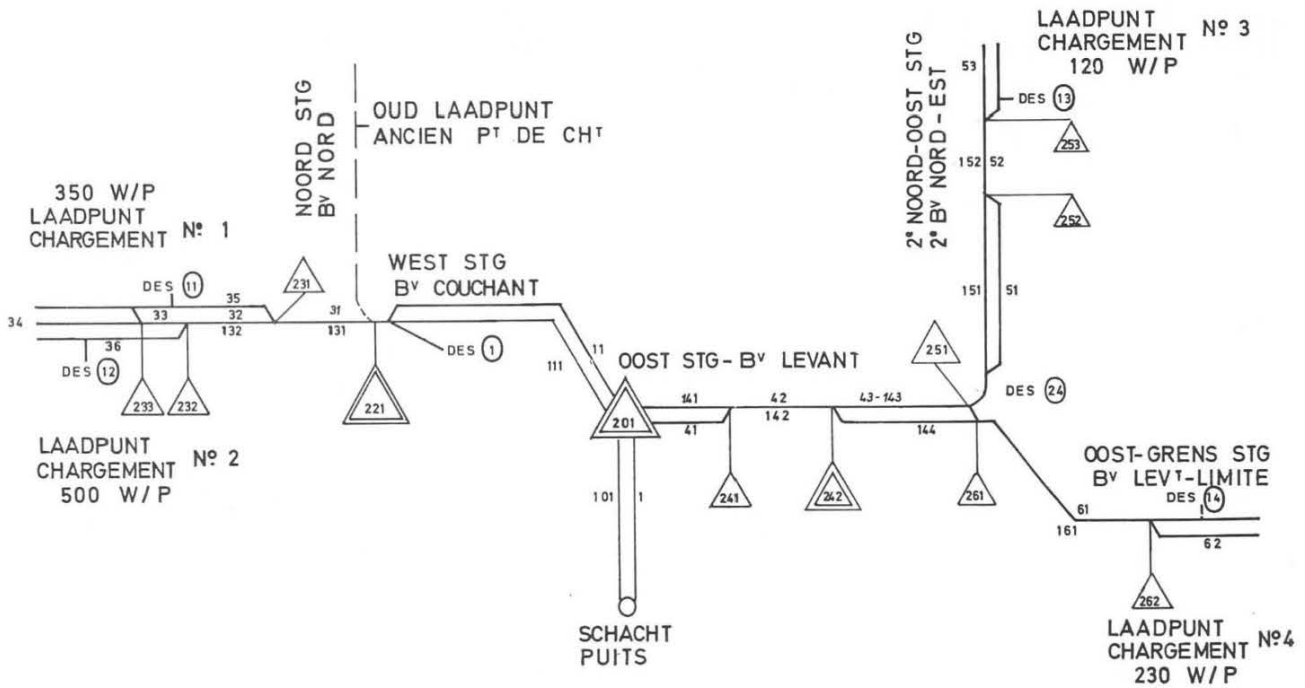 LAADPUNT
CHARGEMENT Nº 3
120 W/P
53
DES 13
253
152 52
252
2° NOORD-OOST STG
2° Bᵛ NORD-EST
151 51
NOORD STG
Bᵛ NORD
OUD LAADPUNT
ANCIEN Pᵀ DE CHᵀ
350 W/P
LAADPUNT
CHARGEMENT Nº 1
WEST STG
Bᵛ COUCHANT
231
DES 11
35
34
33 32 31
132 131
36
DES 12
DES 1
233
232
221
11
111
LAADPUNT
CHARGEMENT Nº 2
500 W/P
OOST STG-Bᵛ LEVANT
251
DES 24
201
141 42 43-143
142
41
144
241
242
261
101 1
SCHACHT
PUITS
OOST-GRENS STG
Bᵛ LEVᵀ-LIMITE
DES 14
61
161
62
262
LAADPUNT
CHARGEMENT Nº4
230 W/P